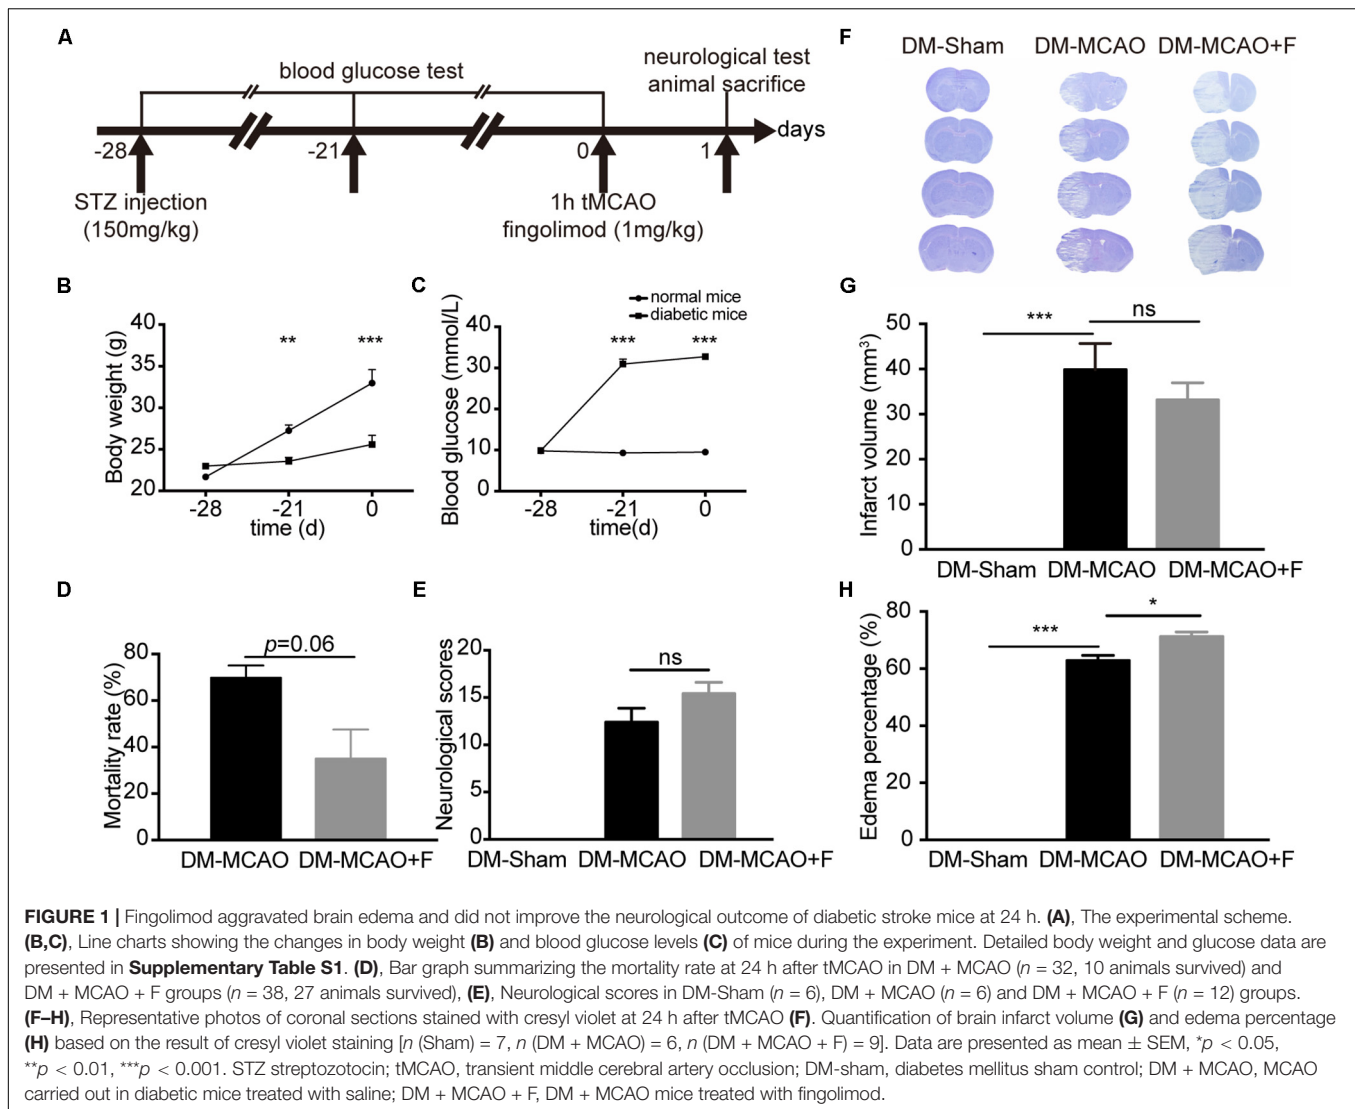 A
blood glucose test
neurological test
animal sacrifice
days
-28
-21
0
1
STZ injection
(150mg/kg)
1h tMCAO
fingolimod (1mg/kg)
F
DM-Sham
DM-MCAO
DM-MCAO+F
B
Body weight (g)
40
35
30
25
20
**
***
-28
-21
0
time (d)
C
Blood glucose (mmol/L)
40
30
20
10
0
normal mice
diabetic mice
***
***
-28
-21
0
time(d)
G
Infarct volume (mm³)
50
40
30
20
10
0
***
ns
DM-Sham
DM-MCAO
DM-MCAO+F
D
Mortality rate (%)
80
60
40
20
0
p=0.06
DM-MCAO
DM-MCAO+F
E
Neurological scores
20
15
10
5
0
ns
DM-Sham
DM-MCAO
DM-MCAO+F
H
Edema percentage (%)
80
60
40
20
0
***
*
DM-Sham
DM-MCAO
DM-MCAO+F
FIGURE 1 | Fingolimod aggravated brain edema and did not improve the neurological outcome of diabetic stroke mice at 24 h. (A), The experimental scheme.
(B,C), Line charts showing the changes in body weight (B) and blood glucose levels (C) of mice during the experiment. Detailed body weight and glucose data are
presented in Supplementary Table S1. (D), Bar graph summarizing the mortality rate at 24 h after tMCAO in DM + MCAO (n = 32, 10 animals survived) and
DM + MCAO + F groups (n = 38, 27 animals survived), (E), Neurological scores in DM-Sham (n = 6), DM + MCAO (n = 6) and DM + MCAO + F (n = 12) groups.
(F–H), Representative photos of coronal sections stained with cresyl violet at 24 h after tMCAO (F). Quantification of brain infarct volume (G) and edema percentage
(H) based on the result of cresyl violet staining [n (Sham) = 7, n (DM + MCAO) = 6, n (DM + MCAO + F) = 9]. Data are presented as mean ± SEM, *p < 0.05,
**p < 0.01, ***p < 0.001. STZ streptozotocin; tMCAO, transient middle cerebral artery occlusion; DM-sham, diabetes mellitus sham control; DM + MCAO, MCAO
carried out in diabetic mice treated with saline; DM + MCAO + F, DM + MCAO mice treated with fingolimod.